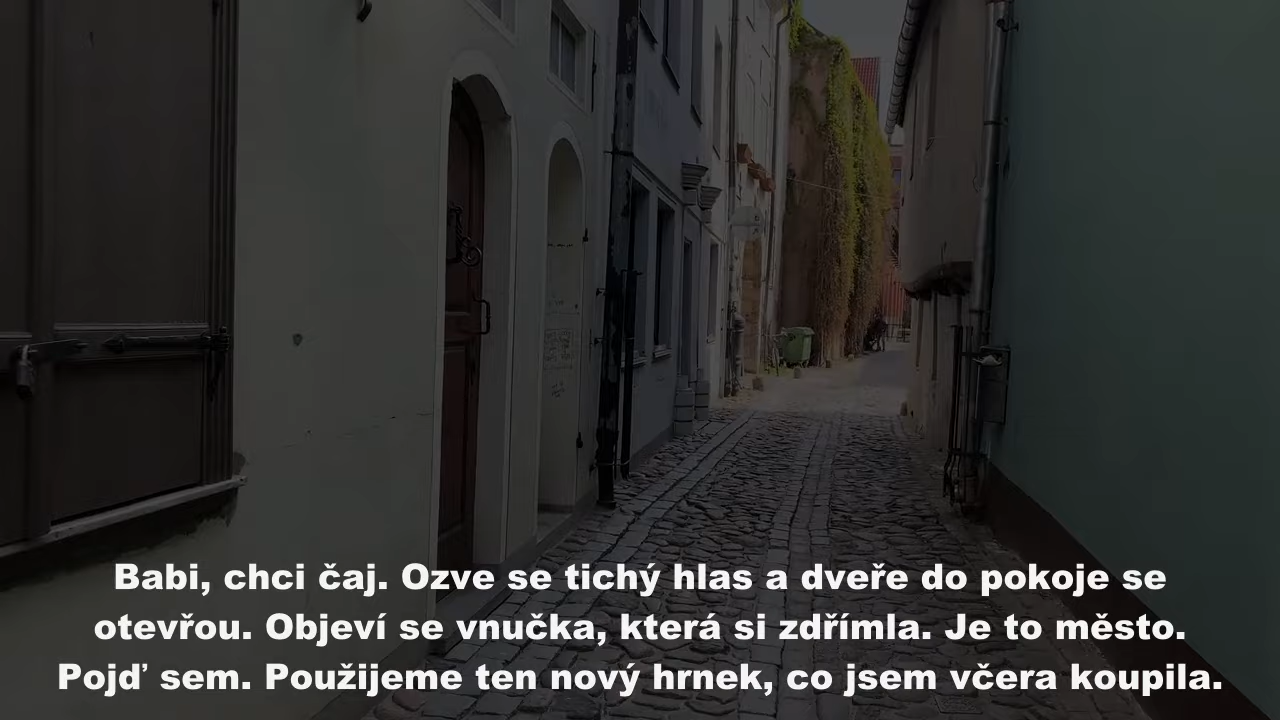 Babi, chci čaj. Ozve se tichý hlas a dveře do pokoje se
otevřou. Objeví se vnučka, která si zdřímla. Je to město.
Pojď sem. Použijeme ten nový hrnek, co jsem včera koupila.